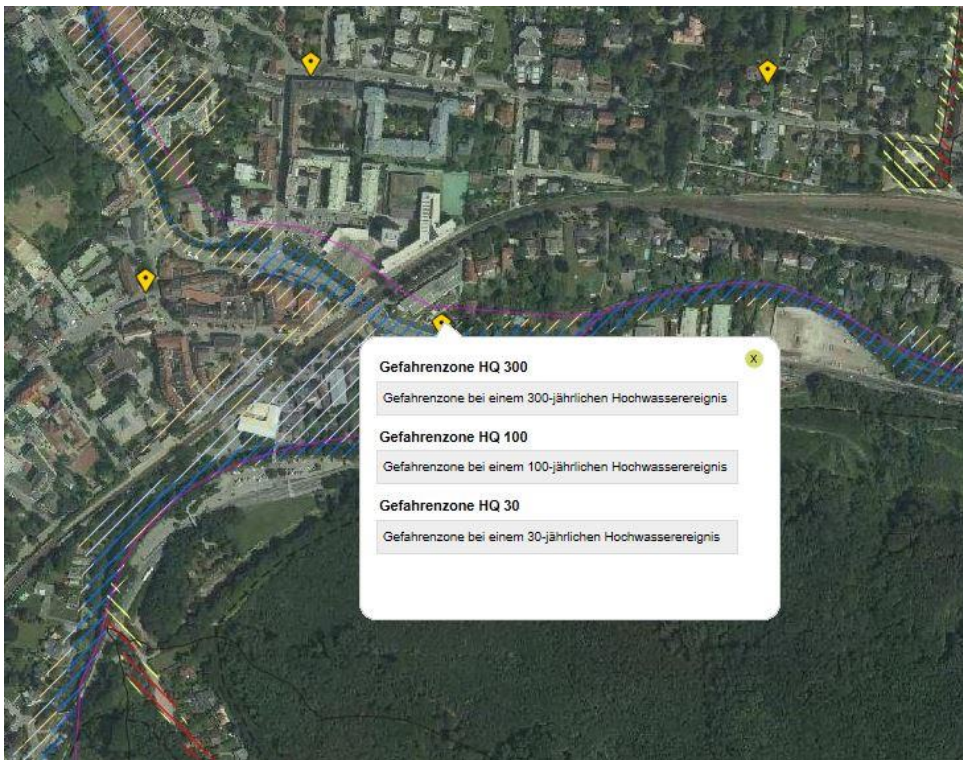 X
Gefahrenzone HQ 300
Gefahrenzone bei einem 300-jährlichen Hochwasserereignis
Gefahrenzone HQ 100
Gefahrenzone bei einem 100-jährlichen Hochwasserereignis
Gefahrenzone HQ 30
Gefahrenzone bei einem 30-jährlichen Hochwasserereignis